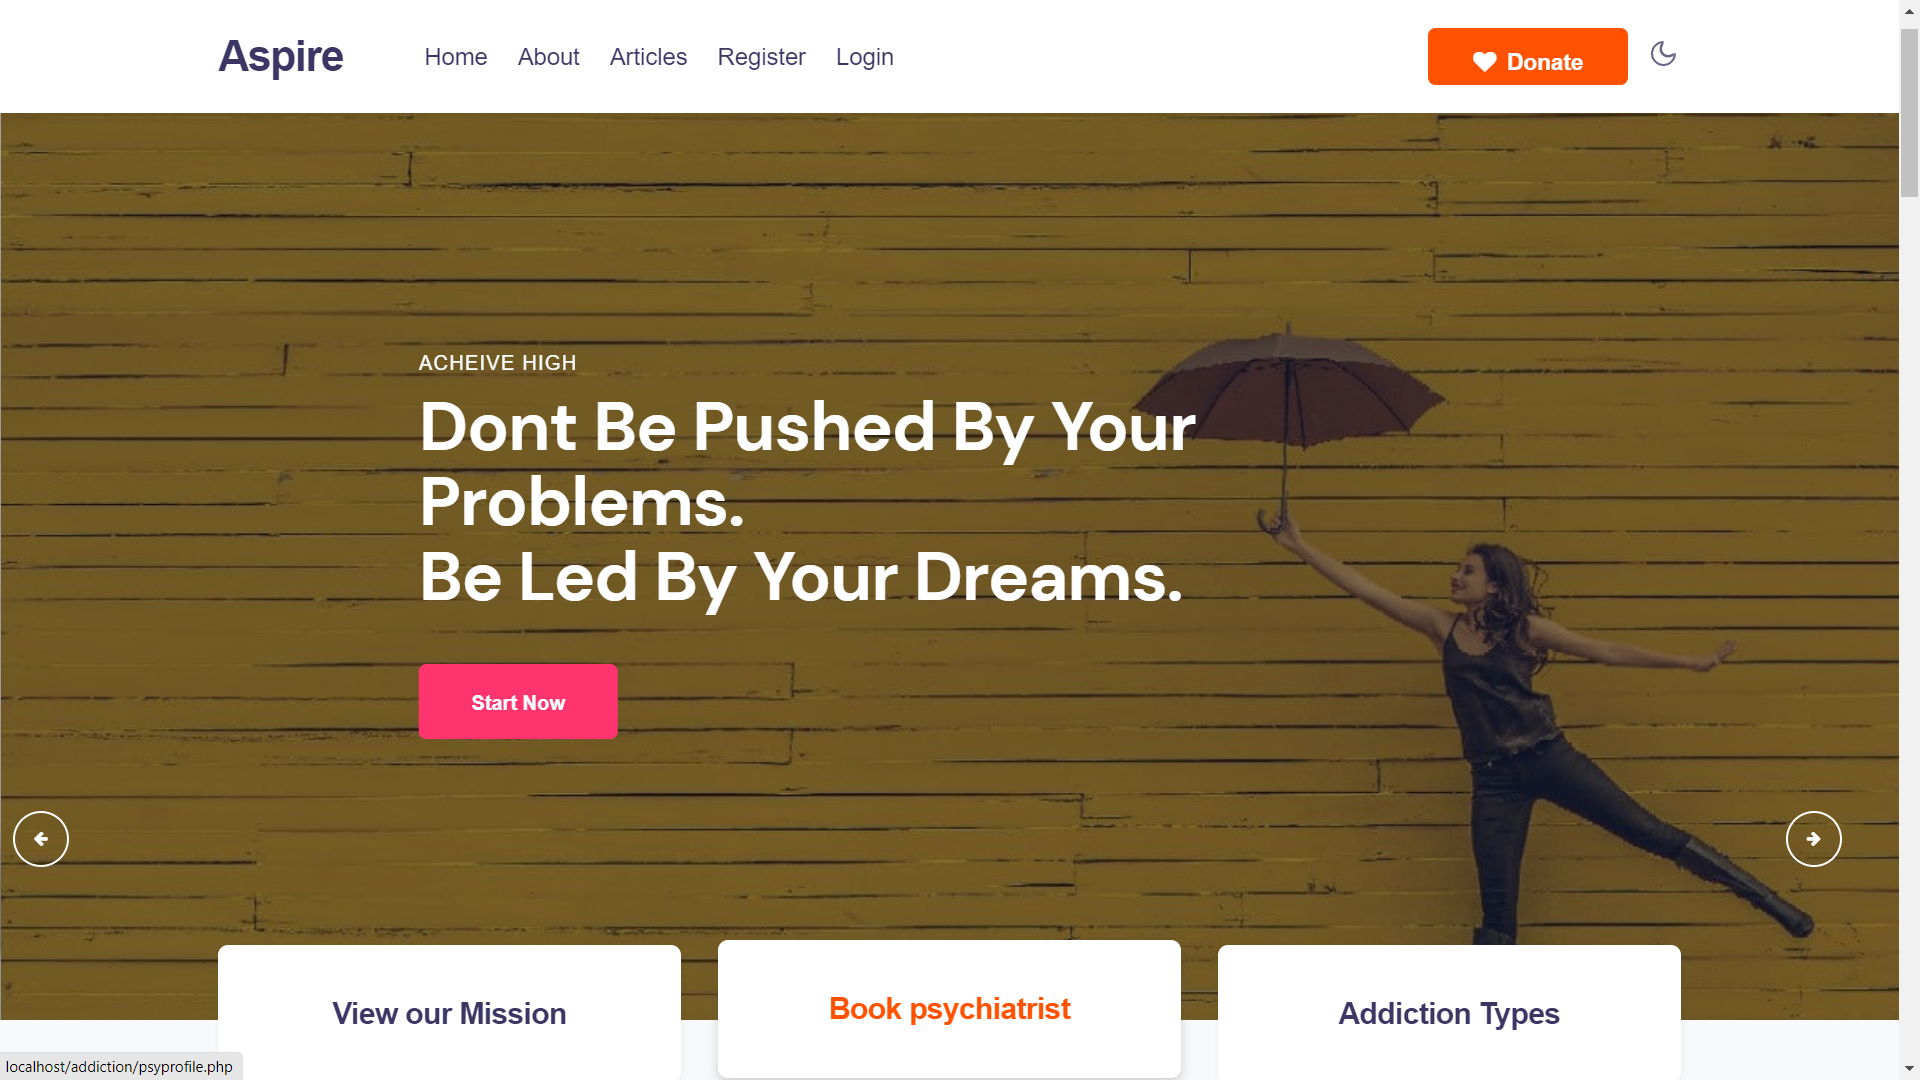 Aspire
Home About Articles Register Login
Donate
ACHEIVE HIGH
Dont Be Pushed By Your
Problems.
Be Led By Your Dreams.
Start Now
View our Mission
Book psychiatrist
Addiction Types
localhost/addiction/psyprofile.php